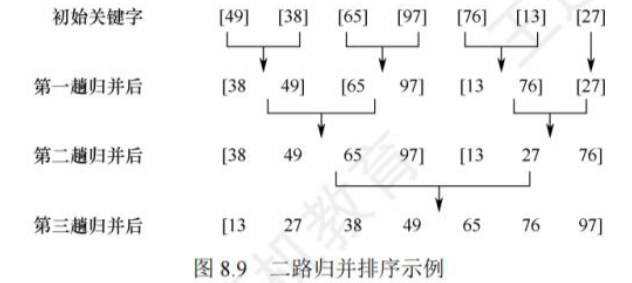 初始关键字 [49] [38] [65] [97] [76] [13] [27]
第一趟归并后 [38 49] [65 97] [13 76] [27]
第二趟归并后 [38 49 65 97] [13 27 76]
第三趟归并后 [13 27 38 49 65 76 97]
图 8.9 二路归并排序示例